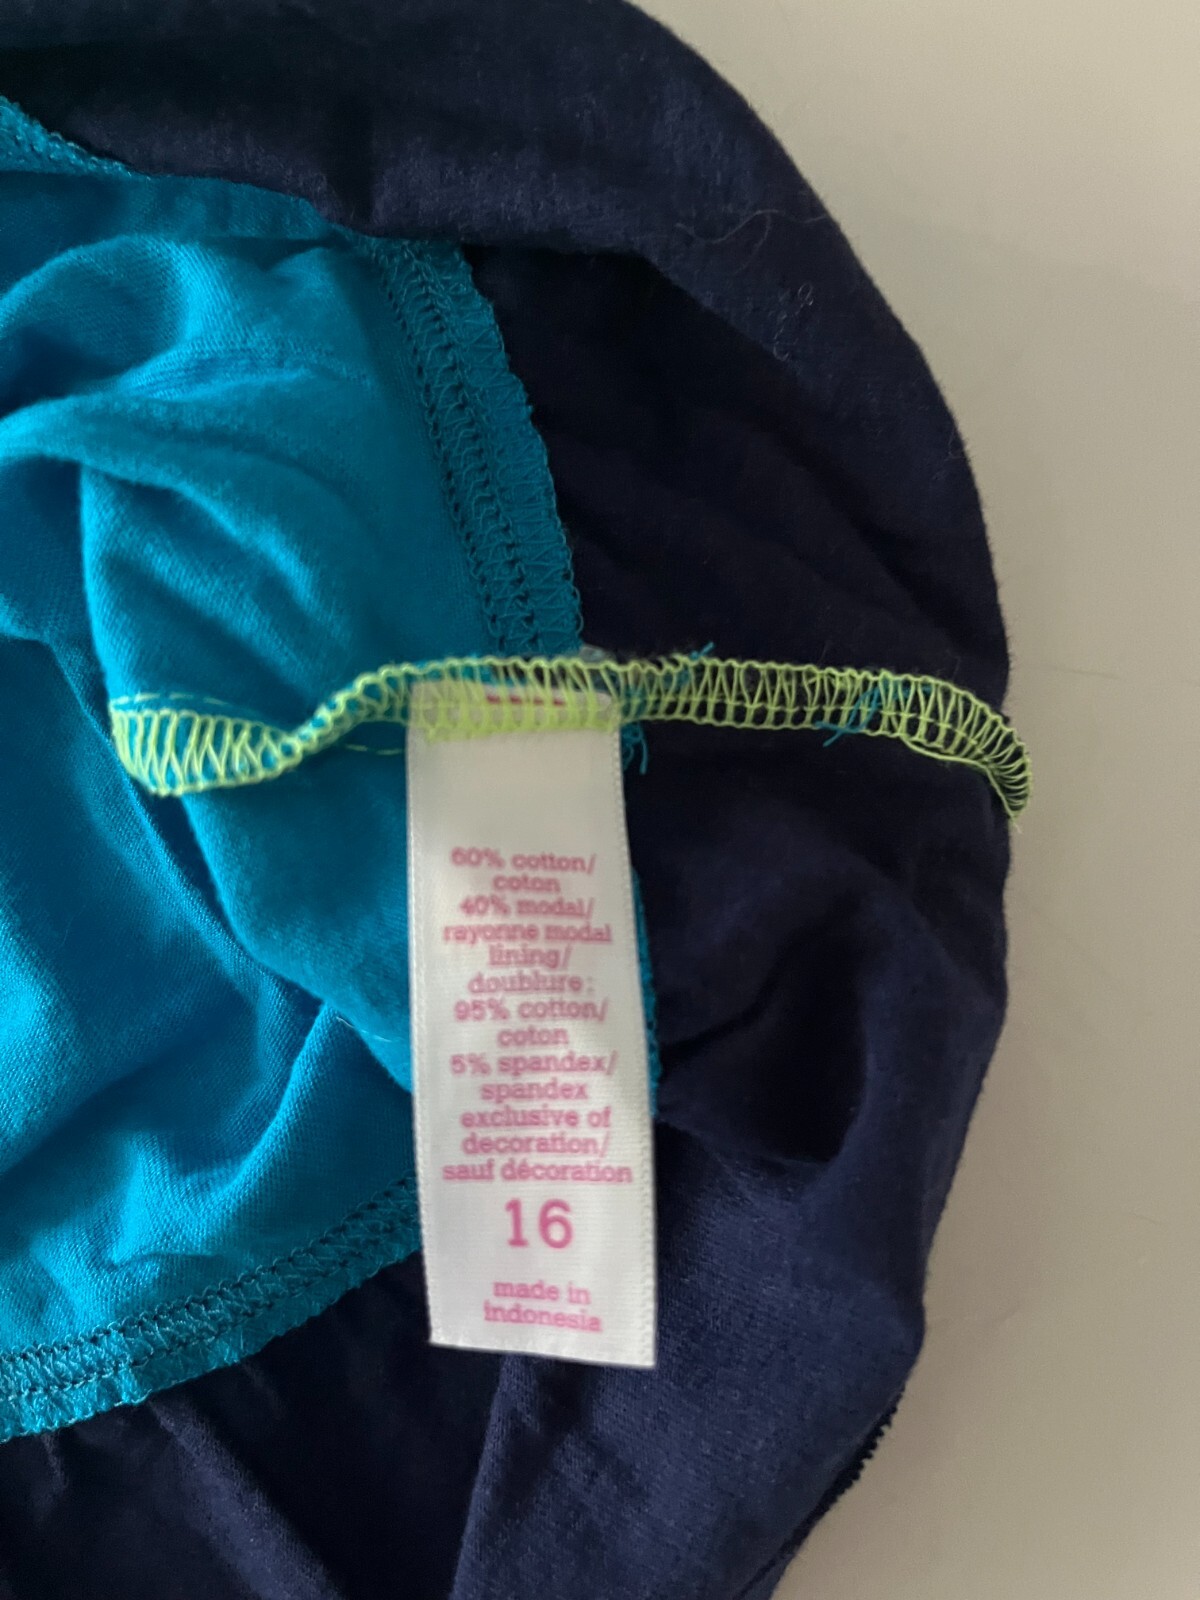 60% cotton/
coton
40% modal/
rayonne modal
lining/
doublure:
95% cotton/
coton
5% spandex/
spandex
exclusive of
decoration/
sauf décoration
16
made in
indonesia